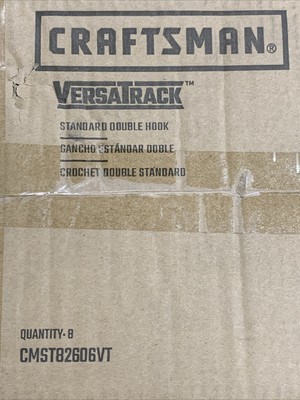 CRAFTSMAN®
VERSATRACK™
STANDARD DOUBLE HOOK
GANCHO ESTÁNDAR DOBLE
CROCHET DOUBLE STANDARD
QUANTITY- 8
CMST82606VT